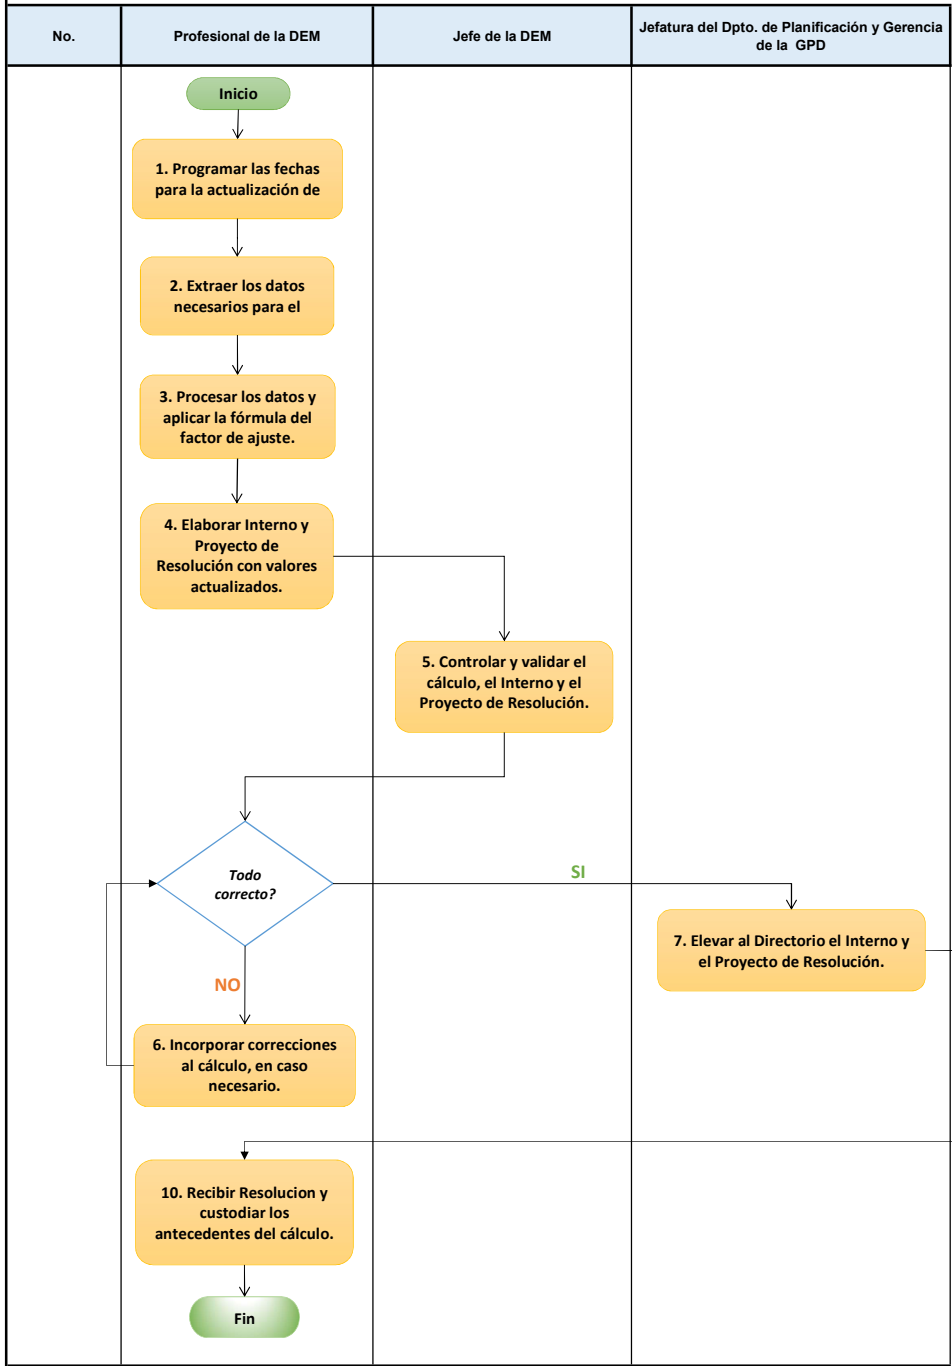 No.
Profesional de la DEM
Jefe de la DEM
Jefatura del Dpto. de Planificación y Gerencia
de la GPD
Inicio
1. Programar las fechas
para la actualización de
2. Extraer los datos
necesarios para el
3. Procesar los datos y
aplicar la fórmula del
factor de ajuste.
4. Elaborar Interno y
Proyecto de
Resolución con valores
actualizados.
5. Controlar y validar el
cálculo, el Interno y el
Proyecto de Resolución.
Todo
correcto?
SI
7. Elevar al Directorio el Interno y
el Proyecto de Resolución.
NO
6. Incorporar correcciones
al cálculo, en caso
necesario.
10. Recibir Resolucion y
custodiar los
antecedentes del cálculo.
Fin